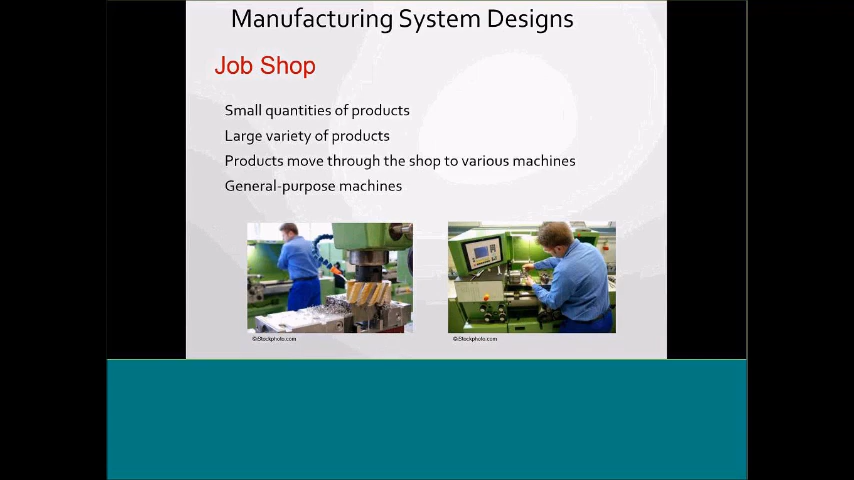 Manufacturing System Designs
Job Shop
Small quantities of products
Large variety of products
Products move through the shop to various machines
General-purpose machines
©iStockphoto.com
©iStockphoto.com